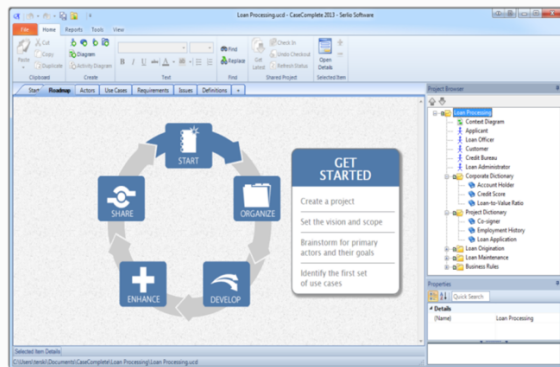 Loan Processing.ucd - CaseComplete 2013 - Serlio Software
File Home Reports Tools View
Cut
Copy
Duplicate
Paste
Clipboard
Diagram
Activity Diagram
Create
B I U abc A
Text
Find
Replace
Find
Get Latest
Check In
Undo Checkout
Refresh Status
Shared Project
Open Details
Selected Item
Start Roadmap Actors Use Cases Requirements Issues Definitions +
START
ORGANIZE
DEVELOP
ENHANCE
SHARE
GET
STARTED
Create a project
Set the vision and scope
Brainstorm for primary
actors and their goals
Identify the first set
of use cases
Project Browser
Loan Processing
Context Diagram
Applicant
Loan Officer
Customer
Credit Bureau
Loan Administrator
Corporate Dictionary
Account Holder
Credit Score
Loan-to-Value Ratio
Project Dictionary
Co-signer
Employment History
Loan Application
Loan Origination
Loan Maintenance
Business Rules
Properties
Quick Search
Details
(Name) Loan Processing
Selected Item Details